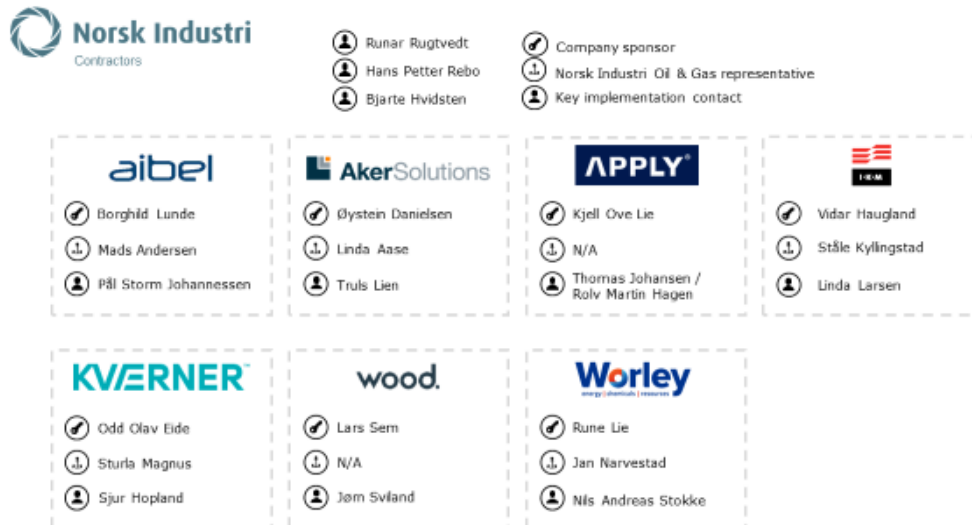 Norsk Industri
Contractors
Runar Rugtvedt
Hans Petter Rebo
Bjarte Hvidsten
Company sponsor
Norsk Industri Oil & Gas representative
Key implementation contact
aibel
Borghild Lunde
Mads Andersen
Pål Storm Johannessen
AkerSolutions
Øystein Danielsen
Linda Aase
Truls Lien
APPLY®
Kjell Ove Lie
N/A
Thomas Johansen /
Rolv Martin Hagen
I·K·M
Vidar Haugland
Ståle Kyllingstad
Linda Larsen
KVÆRNER™
Odd Olav Eide
Sturla Magnus
Sjur Hopland
wood.
Lars Sem
N/A
Jørn Sviland
Worley
energy | chemicals | resources
Rune Lie
Jan Narvestad
Nils Andreas Stokke